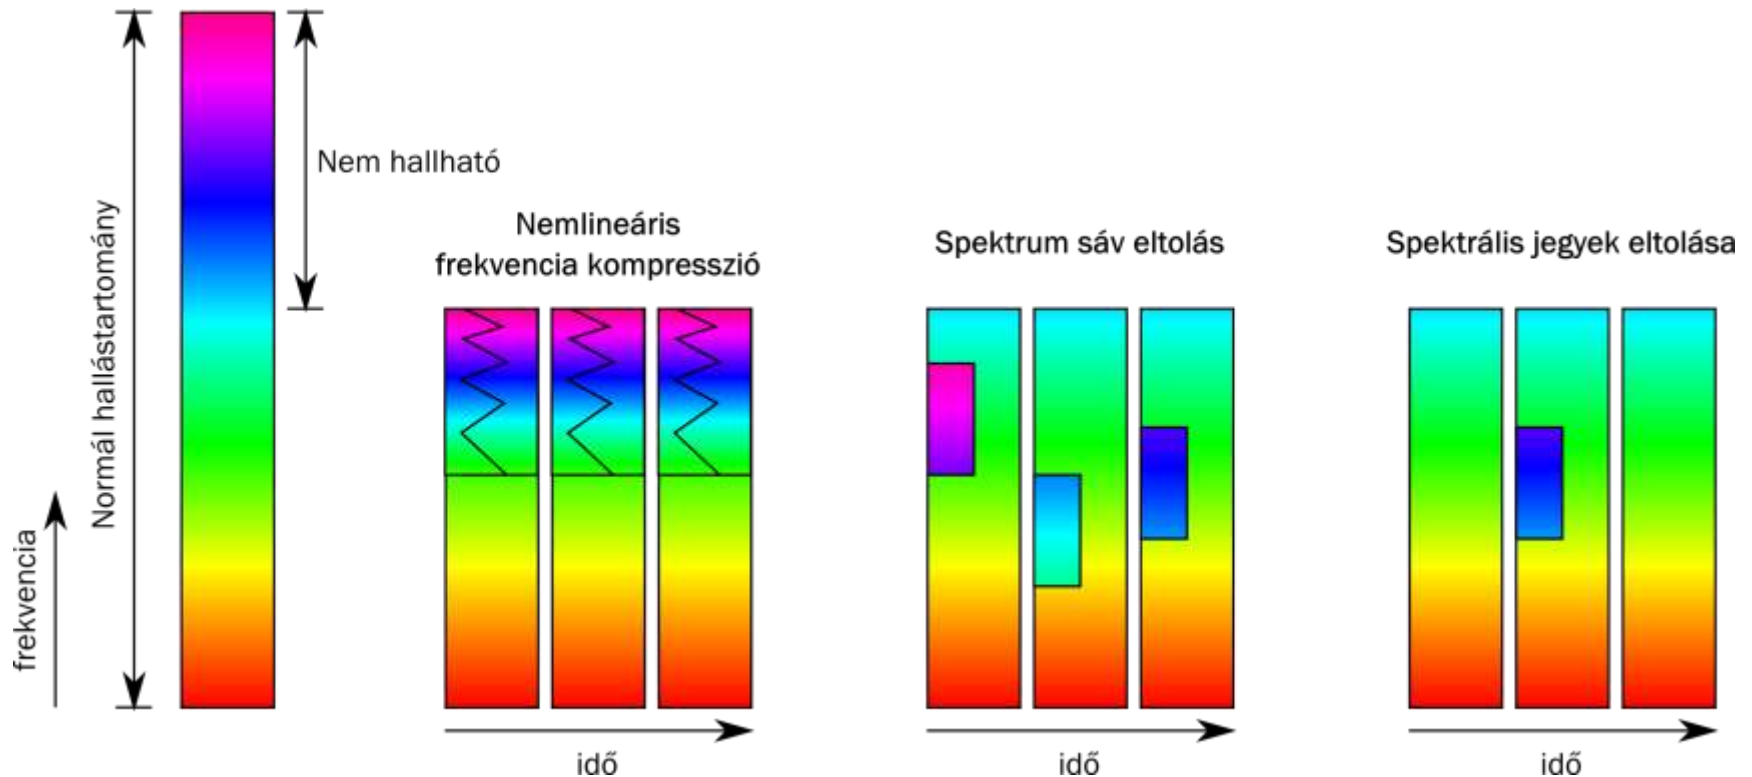 Normál hallástartomány
frekvencia
Nem hallható
Nemlineáris
frekvencia kompresszió
idő
Spektrum sáv eltolás
idő
Spektrális jegyek eltolása
idő